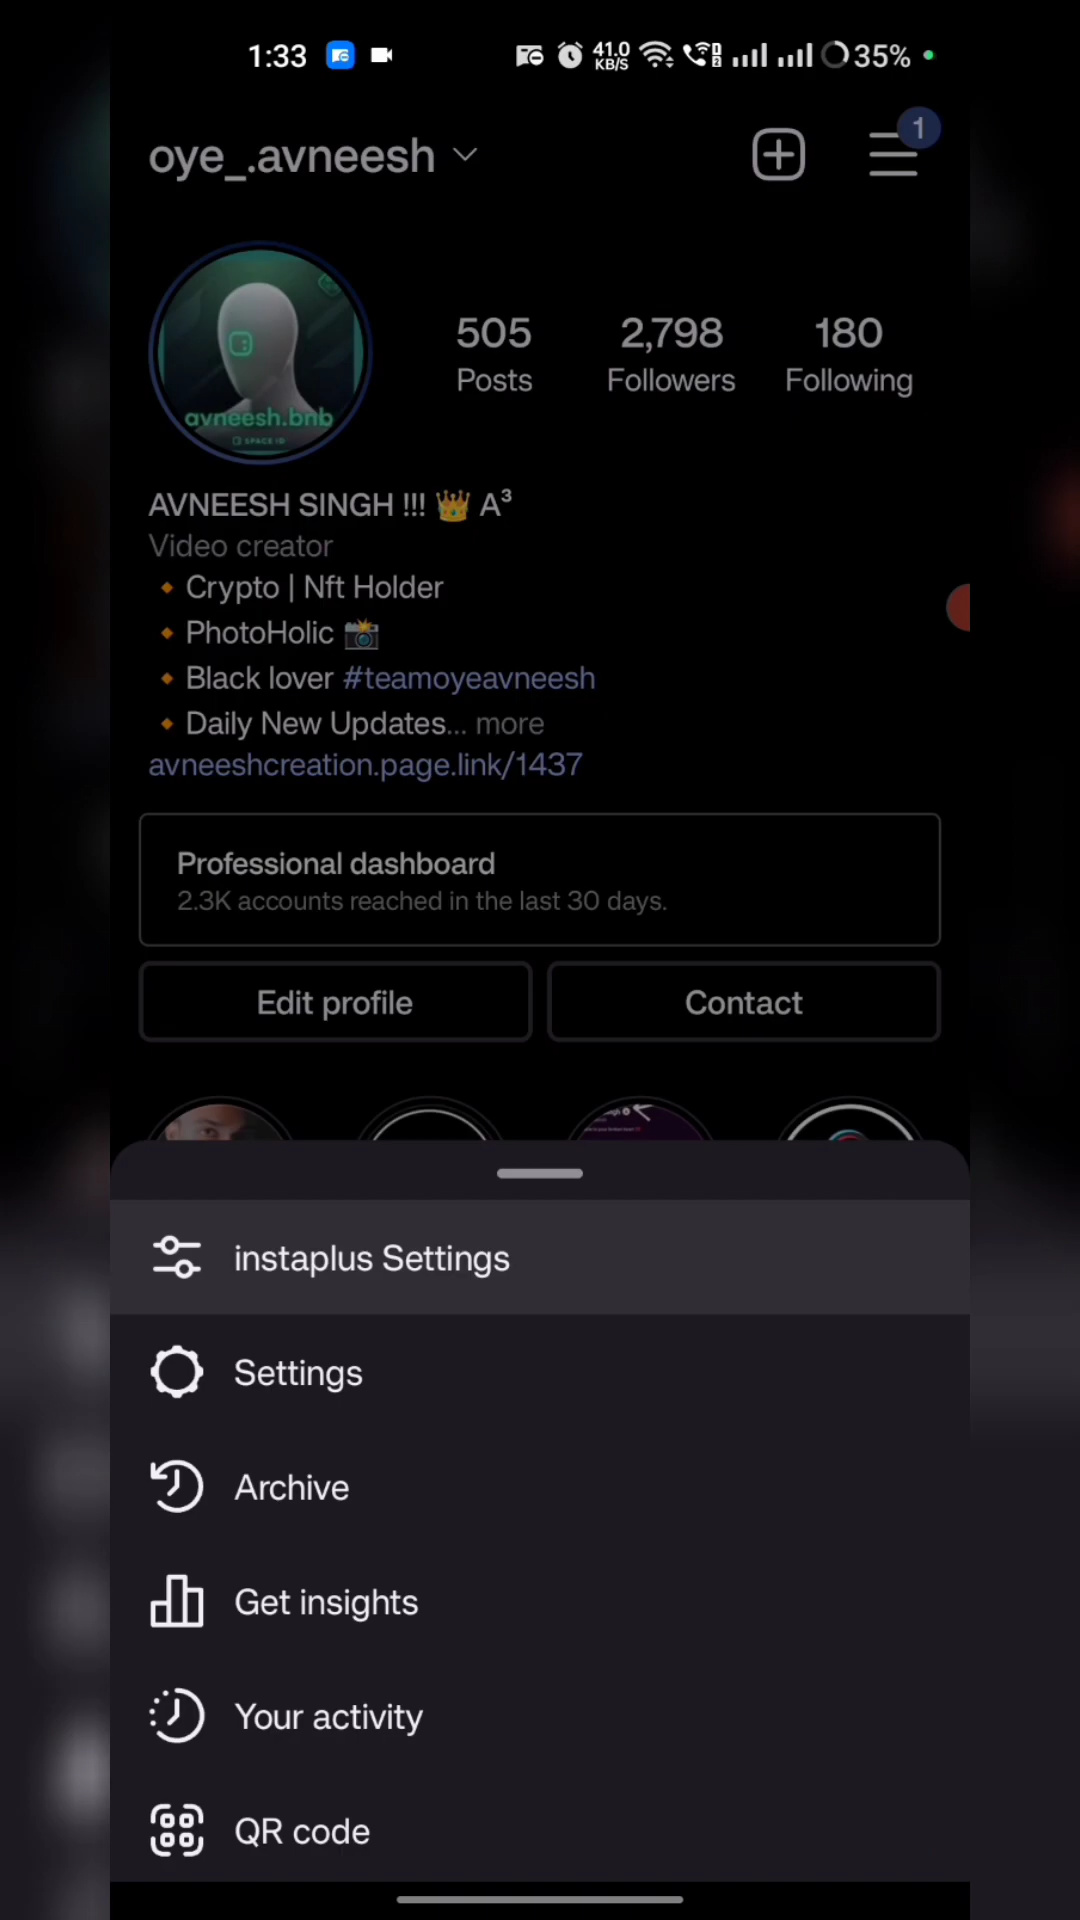 1:33 41.0 KB/S 35%
oye_.avneesh 1
avneesh.bnb
SPACE ID
505 2,798 180
Posts Followers Following
AVNEESH SINGH !!! 👑 A³
Video creator
🔸Crypto | Nft Holder
🔸PhotoHolic 📸
🔸Black lover #teamoyeavneesh
🔸Daily New Updates... more
avneeshcreation.page.link/1437
Professional dashboard
2.3K accounts reached in the last 30 days.
Edit profile Contact
instaplus Settings
Settings
Archive
Get insights
Your activity
QR code